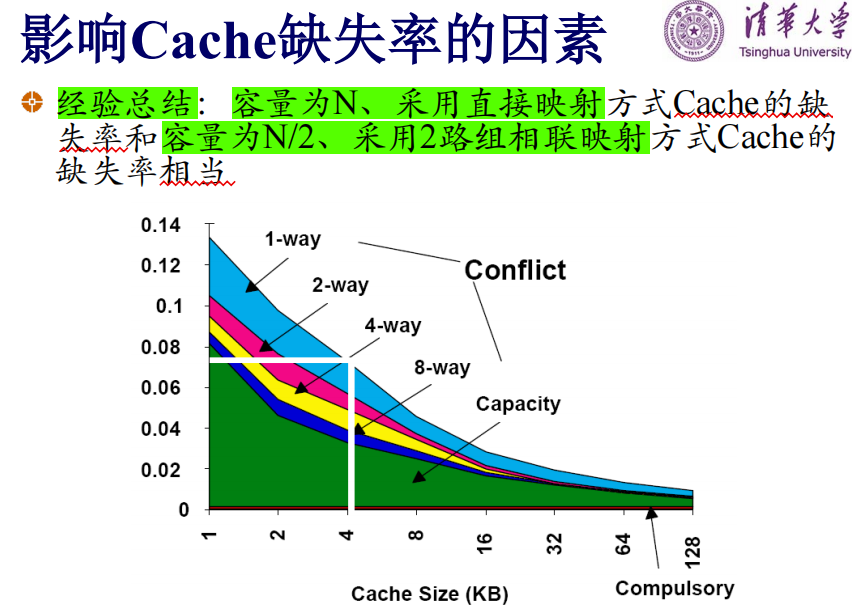 影响Cache缺失率的因素
清华大学
Tsinghua University
经验总结：容量为N、采用直接映射方式Cache的缺
失率和容量为N/2、采用2路组相联映射方式Cache的
缺失率相当
0.14
0.12
0.1
0.08
0.06
0.04
0.02
0
1-way
2-way
4-way
8-way
Conflict
Capacity
1
2
4
8
16
32
64
128
Cache Size (KB)
Compulsory